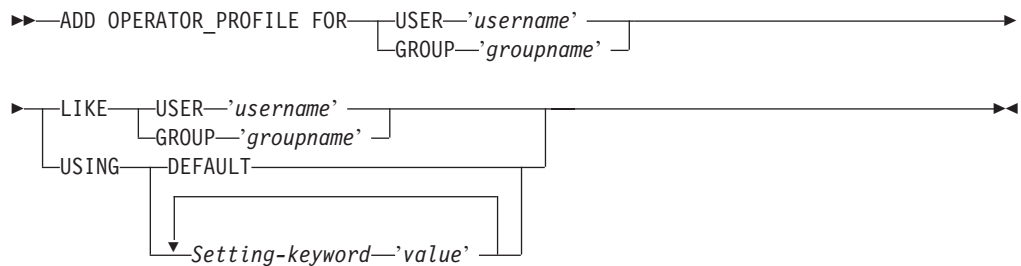 ADD OPERATOR_PROFILE FOR USER 'username'
GROUP 'groupname'
LIKE USER 'username'
GROUP 'groupname'
USING DEFAULT
Setting-keyword 'value'